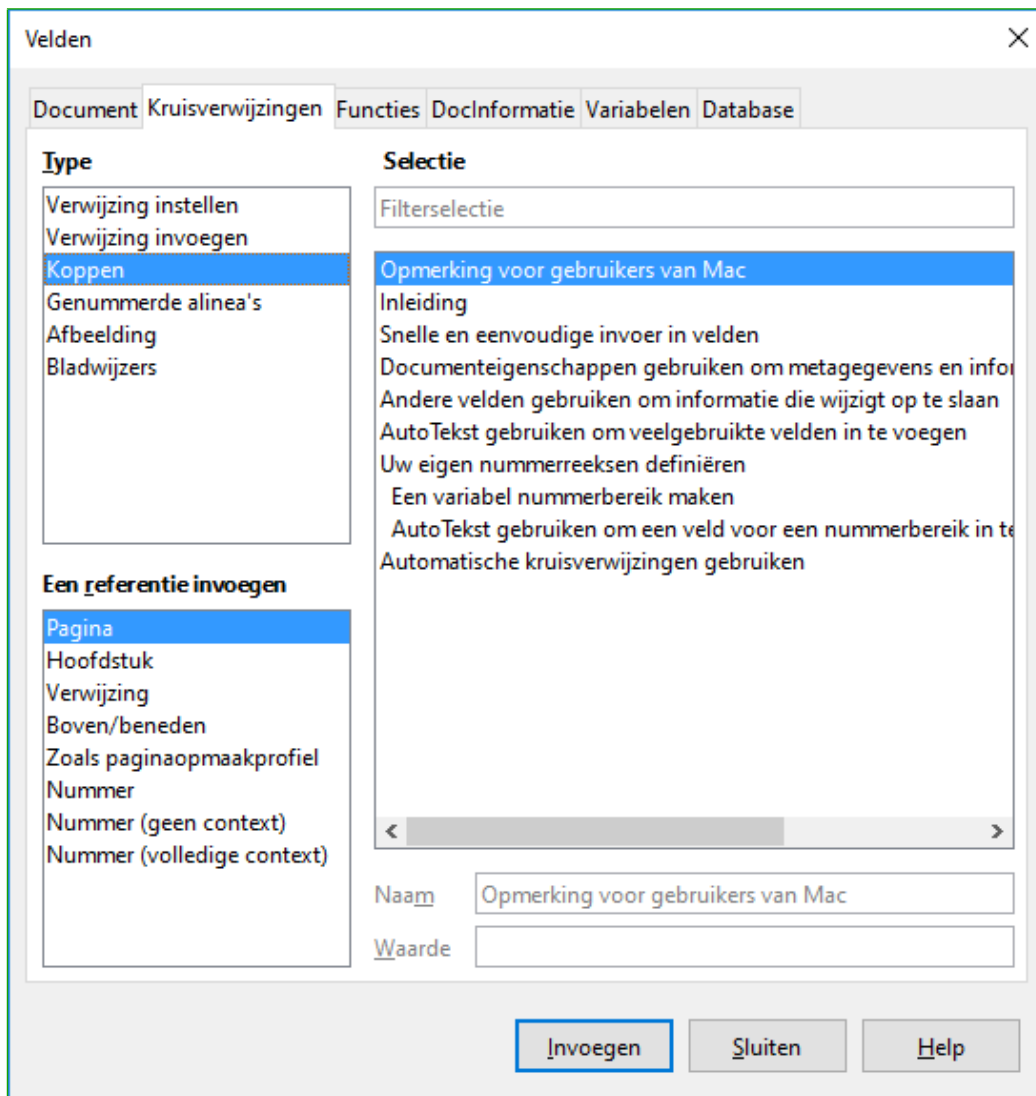 Velden
Document Kruisverwijzingen Functies DocInformatie Variabelen Database
Type
Verwijzing instellen
Verwijzing invoegen
Koppen
Genummerde alinea's
Afbeelding
Bladwijzers
Een referentie invoegen
Pagina
Hoofdstuk
Verwijzing
Boven/beneden
Zoals paginaopmaakprofiel
Nummer
Nummer (geen context)
Nummer (volledige context)
Selectie
Filterselectie
Opmerking voor gebruikers van Mac
Inleiding
Snelle en eenvoudige invoer in velden
Documenteigenschappen gebruiken om metagegevens en infor
Andere velden gebruiken om informatie die wijzigt op te slaan
AutoTekst gebruiken om veelgebruikte velden in te voegen
Uw eigen nummerreeksen definiëren
Een variabel nummerbereik maken
AutoTekst gebruiken om een veld voor een nummerbereik in te
Automatische kruisverwijzingen gebruiken
Naam Opmerking voor gebruikers van Mac
Waarde
Invoegen Sluiten Help